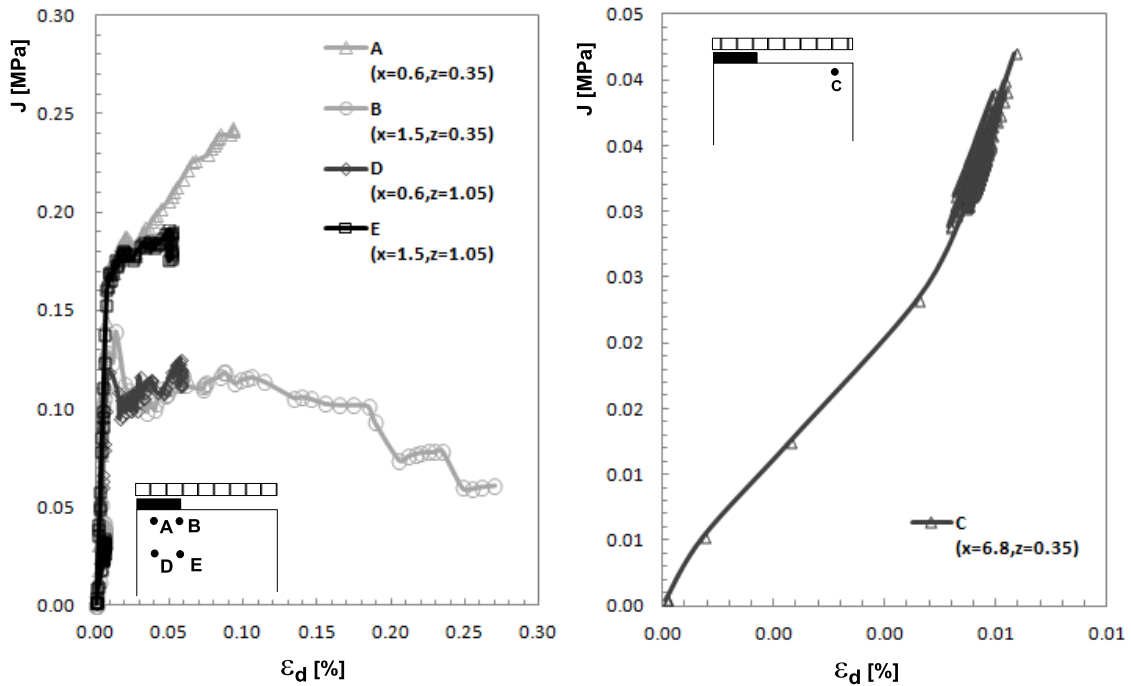 0.30
0.25
0.20
0.15
0.10
0.05
0.00
J [MPa]
A
(x=0.6,z=0.35)
B
(x=1.5,z=0.35)
D
(x=0.6,z=1.05)
E
(x=1.5,z=1.05)
A B
D E
0.00 0.05 0.10 0.15 0.20 0.25 0.30
εd [%]
0.05
0.04
0.04
0.03
0.03
0.02
0.02
0.01
0.01
0.00
J [MPa]
C
C
(x=6.8,z=0.35)
0.00 0.00 0.00 0.01 0.01
εd [%]